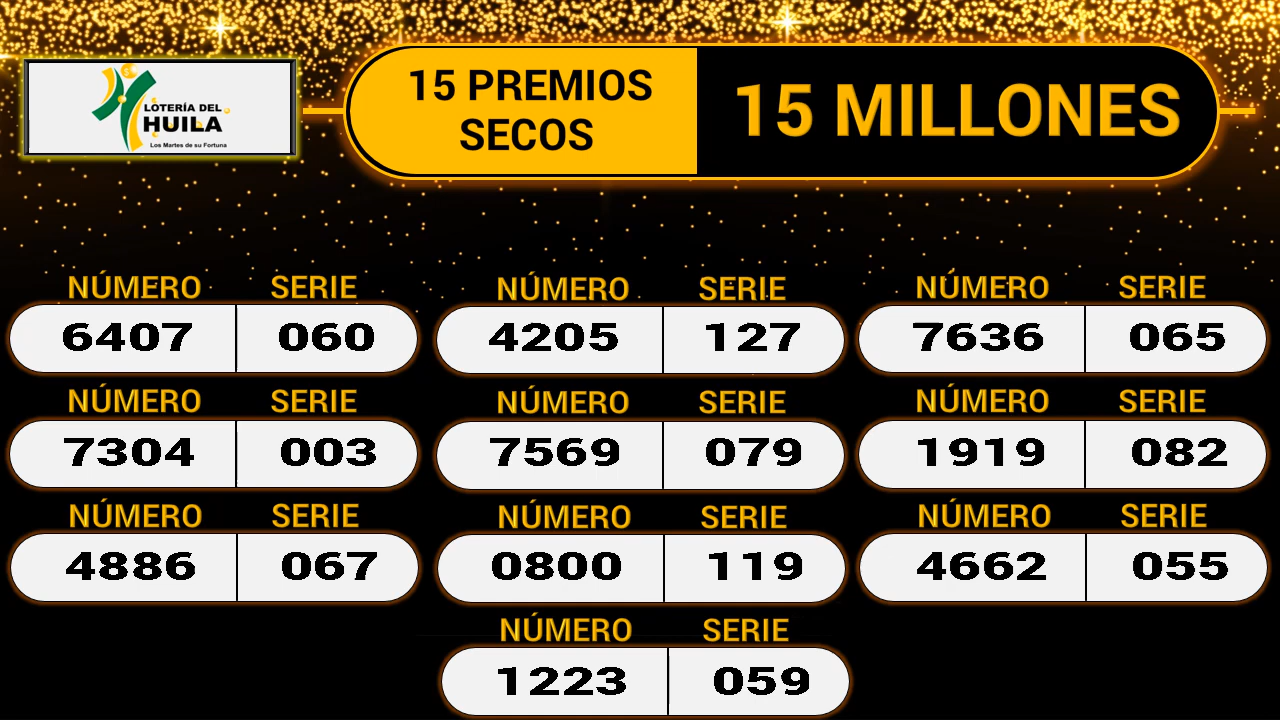 LOTERÍA DEL
HUILA
Los Martes de su Fortuna
15 PREMIOS
SECOS
15 MILLONES
NÚMERO SERIE NÚMERO SERIE NÚMERO SERIE
6407 060 4205 127 7636 065
NÚMERO SERIE NÚMERO SERIE NÚMERO SERIE
7304 003 7569 079 1919 082
NÚMERO SERIE NÚMERO SERIE NÚMERO SERIE
4886 067 0800 119 4662 055
NÚMERO SERIE
1223 059